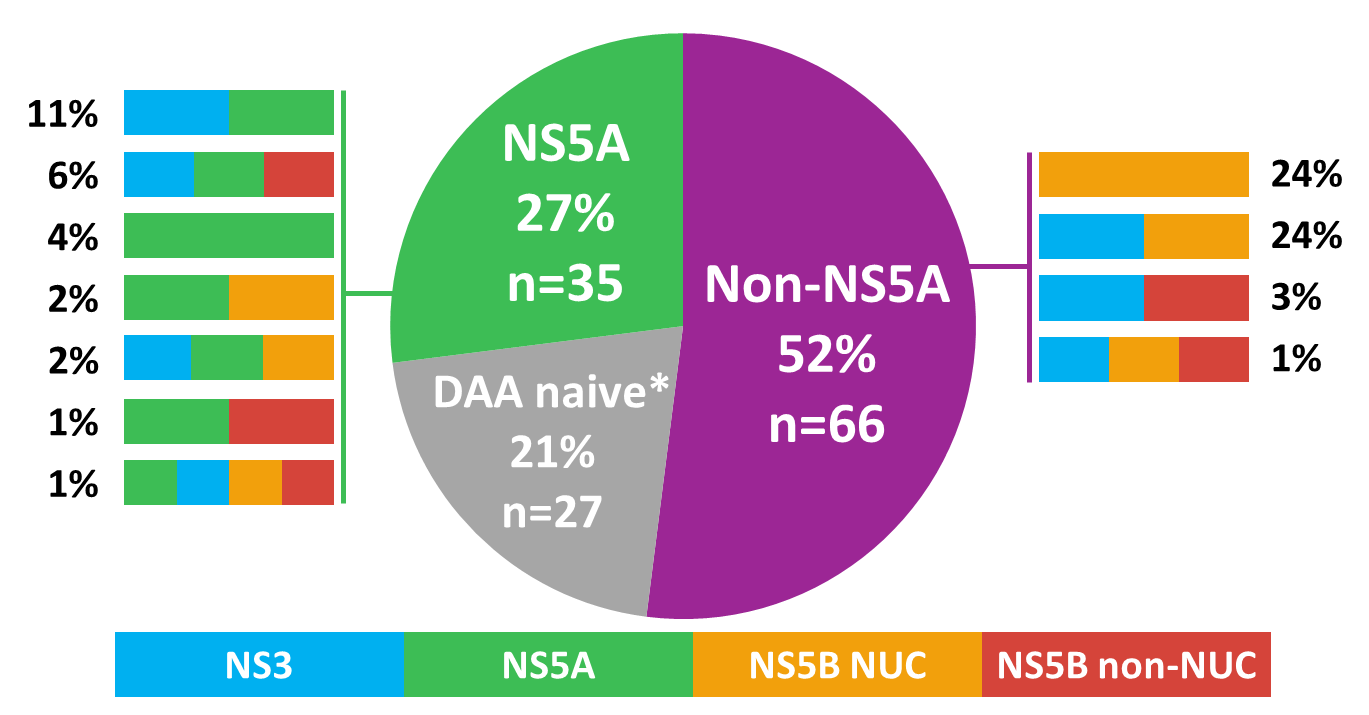 11%
6%
4%
2%
2%
1%
1%
NS5A
27%
n=35
DAA naive*
21%
n=27
Non-NS5A
52%
n=66
24%
24%
3%
1%
NS3
NS5A
NS5B NUC
NS5B non-NUC